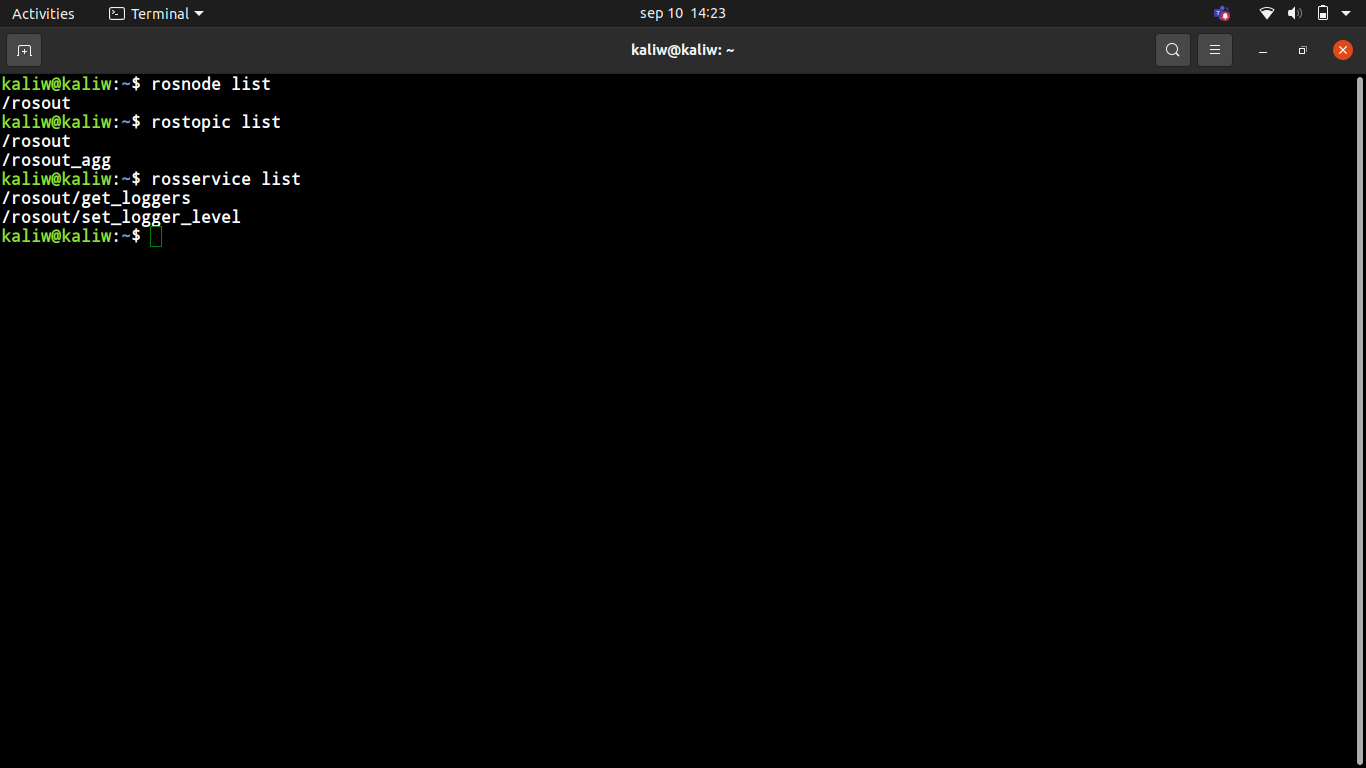 Activities Terminal sep 10 14:23
kaliw@kaliw: ~
kaliw@kaliw:~$ rosnode list
/rosout
kaliw@kaliw:~$ rostopic list
/rosout
/rosout_agg
kaliw@kaliw:~$ rosservice list
/rosout/get_loggers
/rosout/set_logger_level
kaliw@kaliw:~$